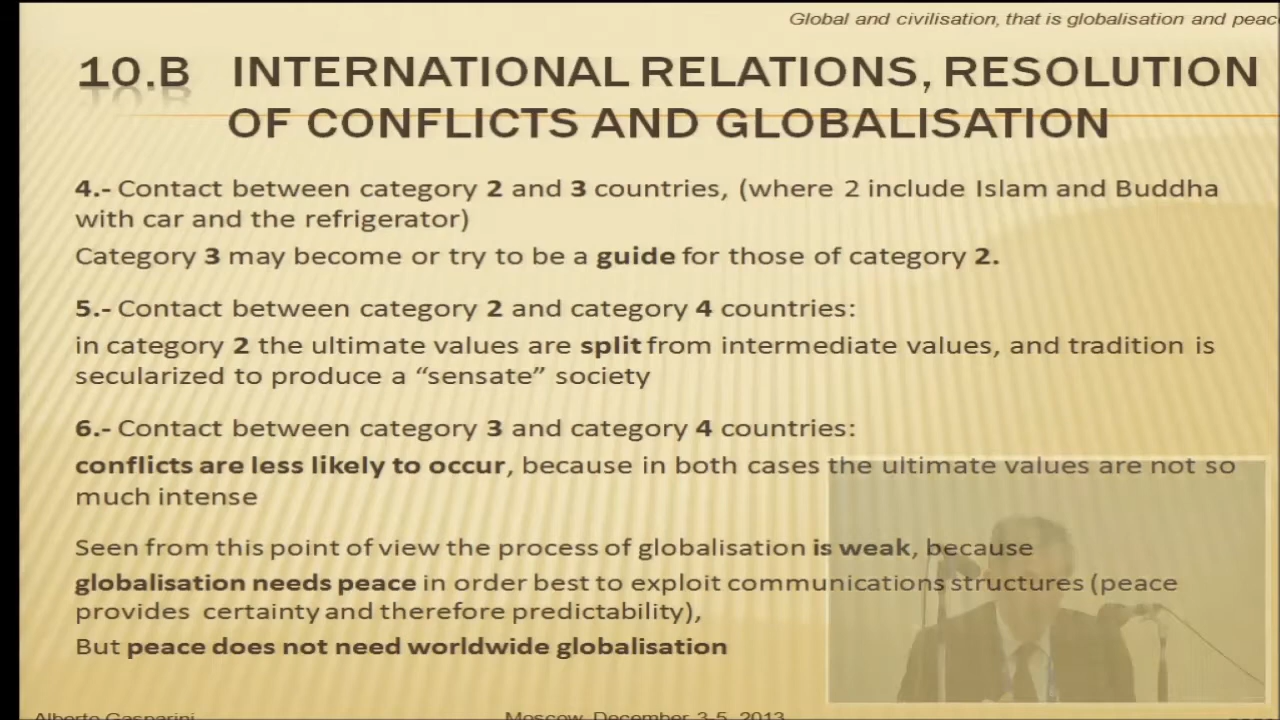 Global and civilisation, that is globalisation and peac
10.B INTERNATIONAL RELATIONS, RESOLUTION
OF CONFLICTS AND GLOBALISATION
4.- Contact between category 2 and 3 countries, (where 2 include Islam and Buddha
with car and the refrigerator)
Category 3 may become or try to be a guide for those of category 2.
5.- Contact between category 2 and category 4 countries:
in category 2 the ultimate values are split from intermediate values, and tradition is
secularized to produce a “sensate” society
6.- Contact between category 3 and category 4 countries:
conflicts are less likely to occur, because in both cases the ultimate values are not so
much intense
Seen from this point of view the process of globalisation is weak, because
globalisation needs peace in order best to exploit communications structures (peace
provides certainty and therefore predictability),
But peace does not need worldwide globalisation
Alberto Gasparini
Moscow, December 3-5, 2013